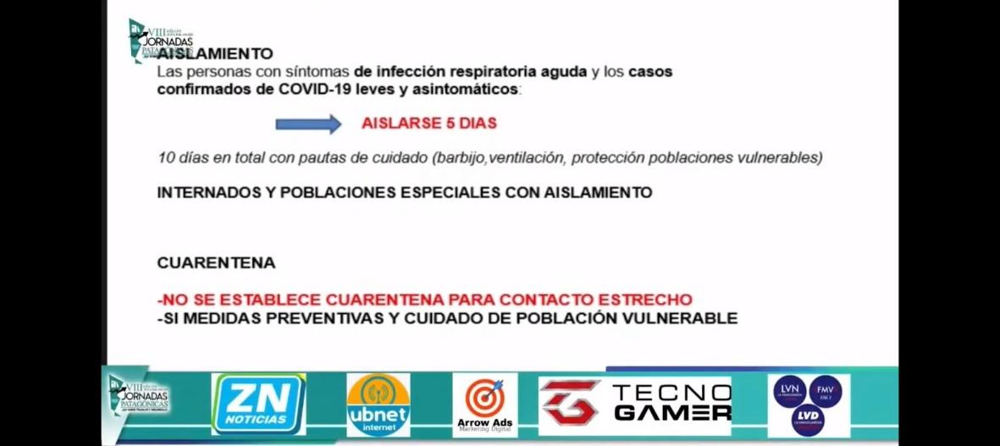 VIII
JORNADAS
PATAGÓNICAS
AISLAMIENTO
Las personas con síntomas de infección respiratoria aguda y los casos
confirmados de COVID-19 leves y asintomáticos:
AISLARSE 5 DIAS
10 días en total con pautas de cuidado (barbijo,ventilación, protección poblaciones vulnerables)
INTERNADOS Y POBLACIONES ESPECIALES CON AISLAMIENTO
CUARENTENA
-NO SE ESTABLECE CUARENTENA PARA CONTACTO ESTRECHO
-SI MEDIDAS PREVENTIVAS Y CUIDADO DE POBLACIÓN VULNERABLE
VIII
JORNADAS
PATAGÓNICAS
ZN
NOTICIAS
ubnet
internet
Arrow Ads
Marketing Digital
TECNO
GAMER
LVN
FMV
LVD